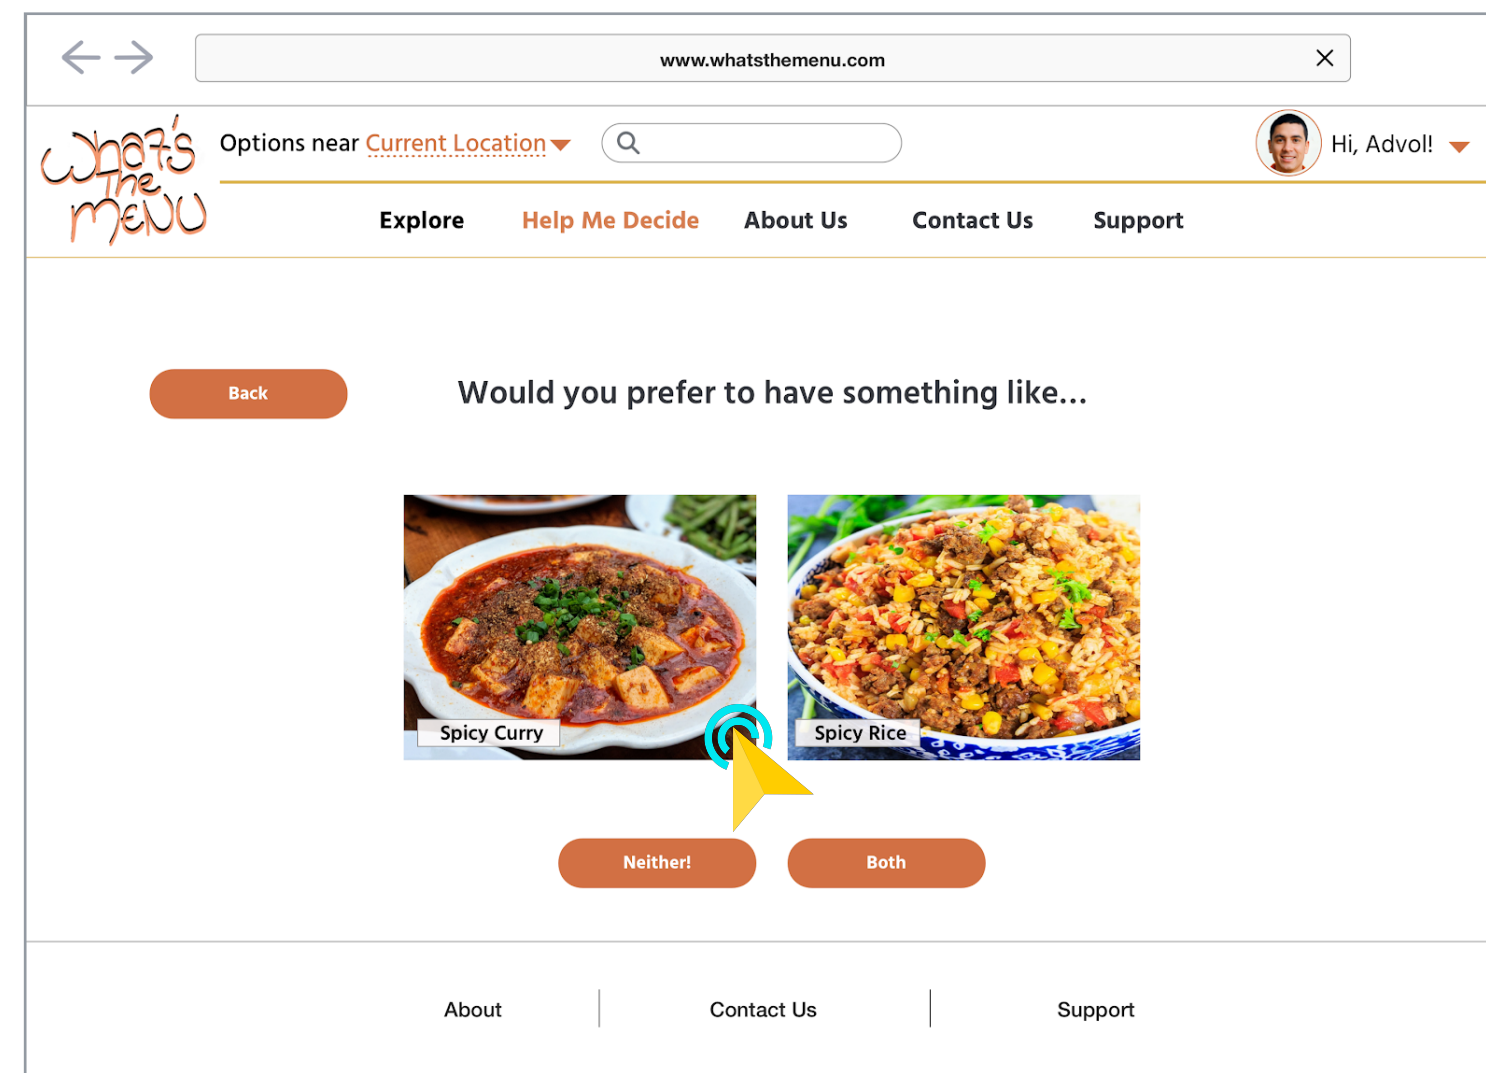 www.whatsthemenu.com
What's
The
MENU
Options near Current Location
Hi, Advol!
Explore Help Me Decide About Us Contact Us Support
Back
Would you prefer to have something like...
Spicy Curry
Spicy Rice
Neither!
Both
About Contact Us Support